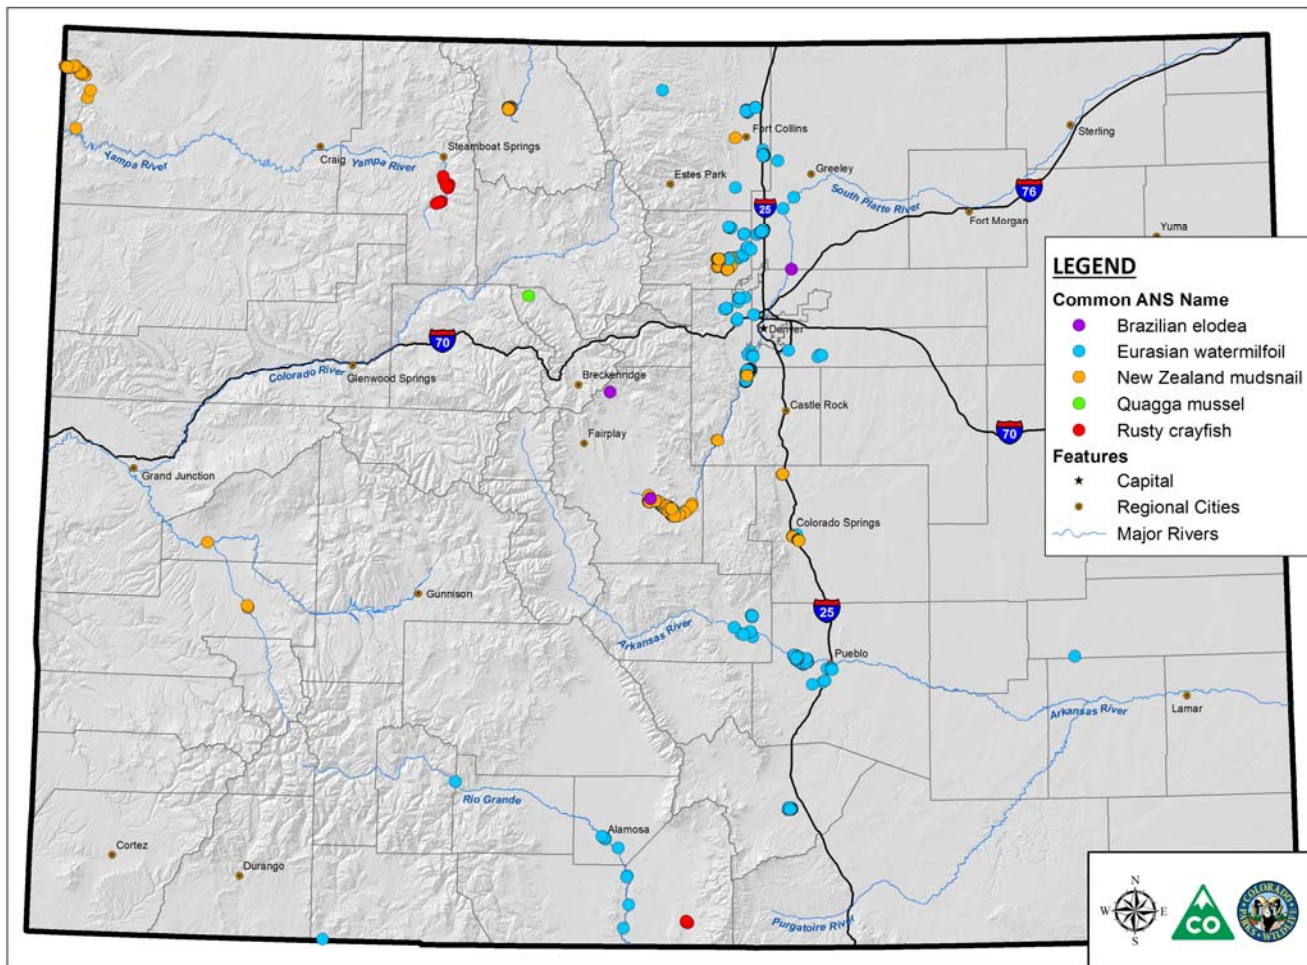 Fort Collins
Sterling
Steamboat Springs
Craig
Yampa River
Yampa River
Estes Park
Greeley
South Platte River
25
76
Fort Morgan
Yuma
LEGEND
Common ANS Name
Brazilian elodea
Eurasian watermilfoil
New Zealand mudsnail
Quagga mussel
Rusty crayfish
Features
Capital
Regional Cities
Major Rivers
Denver
70
Glenwood Springs
Colorado River
Breckenridge
Castle Rock
Fairplay
70
Grand Junction
Colorado Springs
Gunnison
25
Arkansas River
Pueblo
Lamar
Arkansas River
Rio Grande
Alamosa
Cortez
Durango
Purgatoire River
N
W E
S
CO
COLORADO
PARKS
WILDLIFE